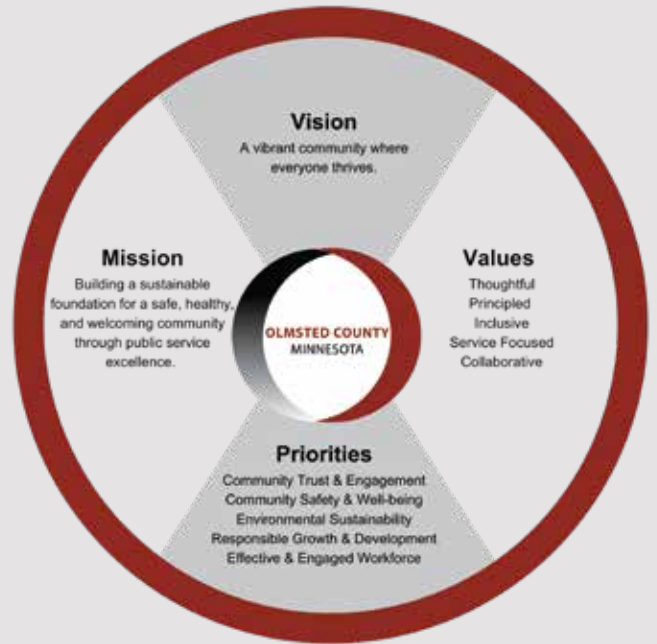 Vision
A vibrant community where
everyone thrives.
Mission
Building a sustainable
foundation for a safe, healthy,
and welcoming community
through public service
excellence.
OLMSTED COUNTY
MINNESOTA
Values
Thoughtful
Principled
Inclusive
Service Focused
Collaborative
Priorities
Community Trust & Engagement
Community Safety & Well-being
Environmental Sustainability
Responsible Growth & Development
Effective & Engaged Workforce